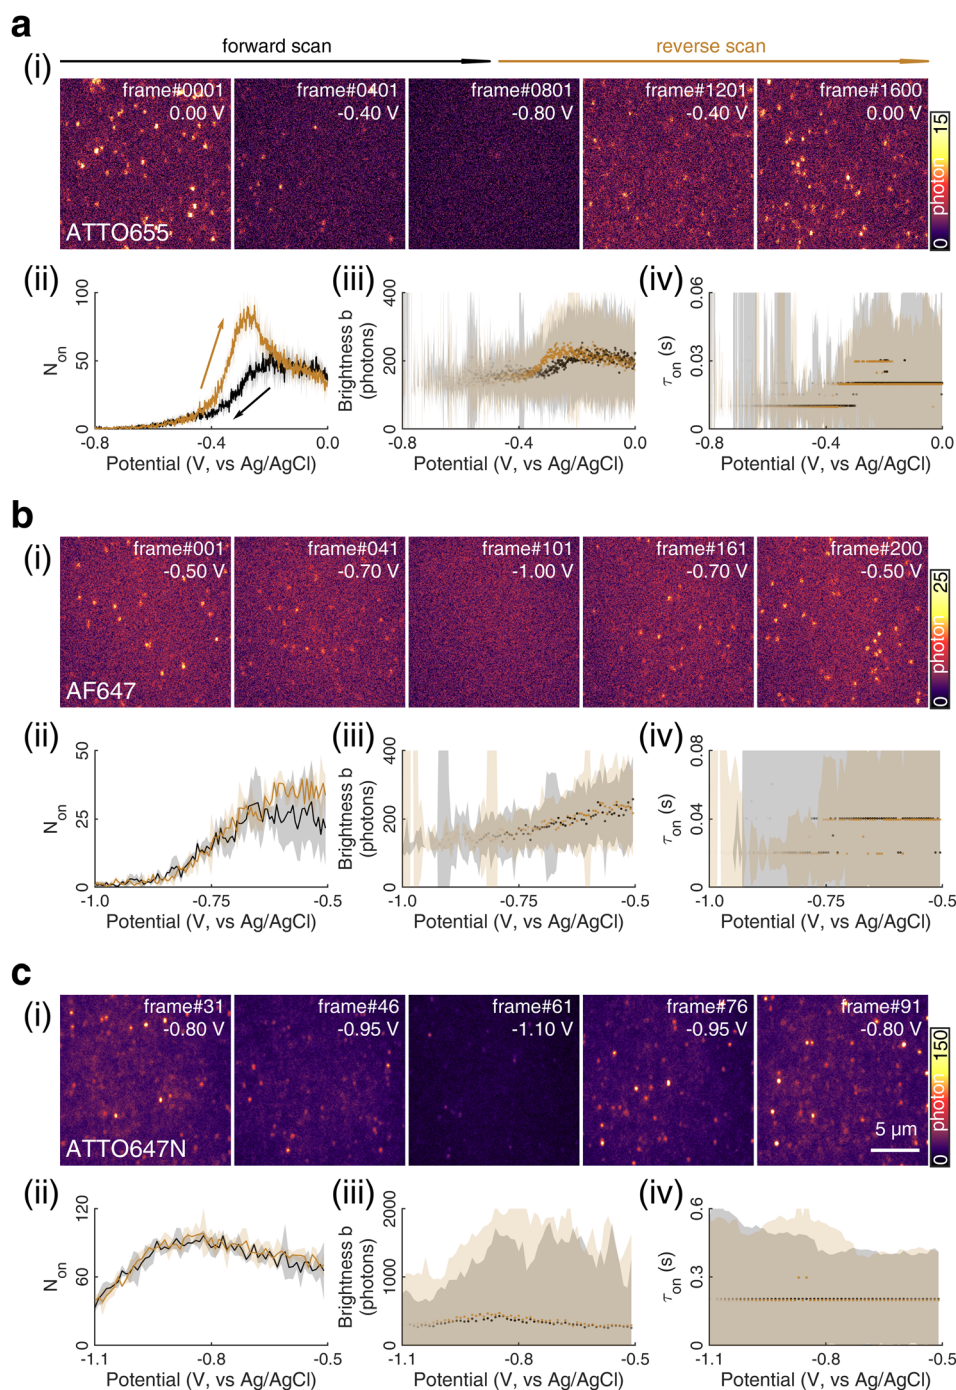 a
forward scan
reverse scan
(i)
frame#0001
0.00 V
frame#0401
-0.40 V
frame#0801
-0.80 V
frame#1201
-0.40 V
frame#1600
0.00 V
ATTO655
0 photon 15
(ii)
100
50
0
N_on
-0.8 -0.4 0.0
Potential (V, vs Ag/AgCl)
(iii)
400
200
0
Brightness b
(photons)
-0.8 -0.4 0.0
Potential (V, vs Ag/AgCl)
(iv)
0.06
0.03
0
τ_on (s)
-0.8 -0.4 0.0
Potential (V, vs Ag/AgCl)
b
(i)
frame#001
-0.50 V
frame#041
-0.70 V
frame#101
-1.00 V
frame#161
-0.70 V
frame#200
-0.50 V
AF647
0 photon 25
(ii)
50
25
0
N_on
-1.0 -0.75 -0.5
Potential (V, vs Ag/AgCl)
(iii)
400
200
0
Brightness b
(photons)
-1.0 -0.75 -0.5
Potential (V, vs Ag/AgCl)
(iv)
0.08
0.04
0
τ_on (s)
-1.0 -0.75 -0.5
Potential (V, vs Ag/AgCl)
c
(i)
frame#31
-0.80 V
frame#46
-0.95 V
frame#61
-1.10 V
frame#76
-0.95 V
frame#91
-0.80 V
ATTO647N
5 μm
0 photon 150
(ii)
120
60
0
N_on
-1.1 -0.8 -0.5
Potential (V, vs Ag/AgCl)
(iii)
2000
1000
0
Brightness b
(photons)
-1.1 -0.8 -0.5
Potential (V, vs Ag/AgCl)
(iv)
0.6
0.3
0
τ_on (s)
-1.1 -0.8 -0.5
Potential (V, vs Ag/AgCl)